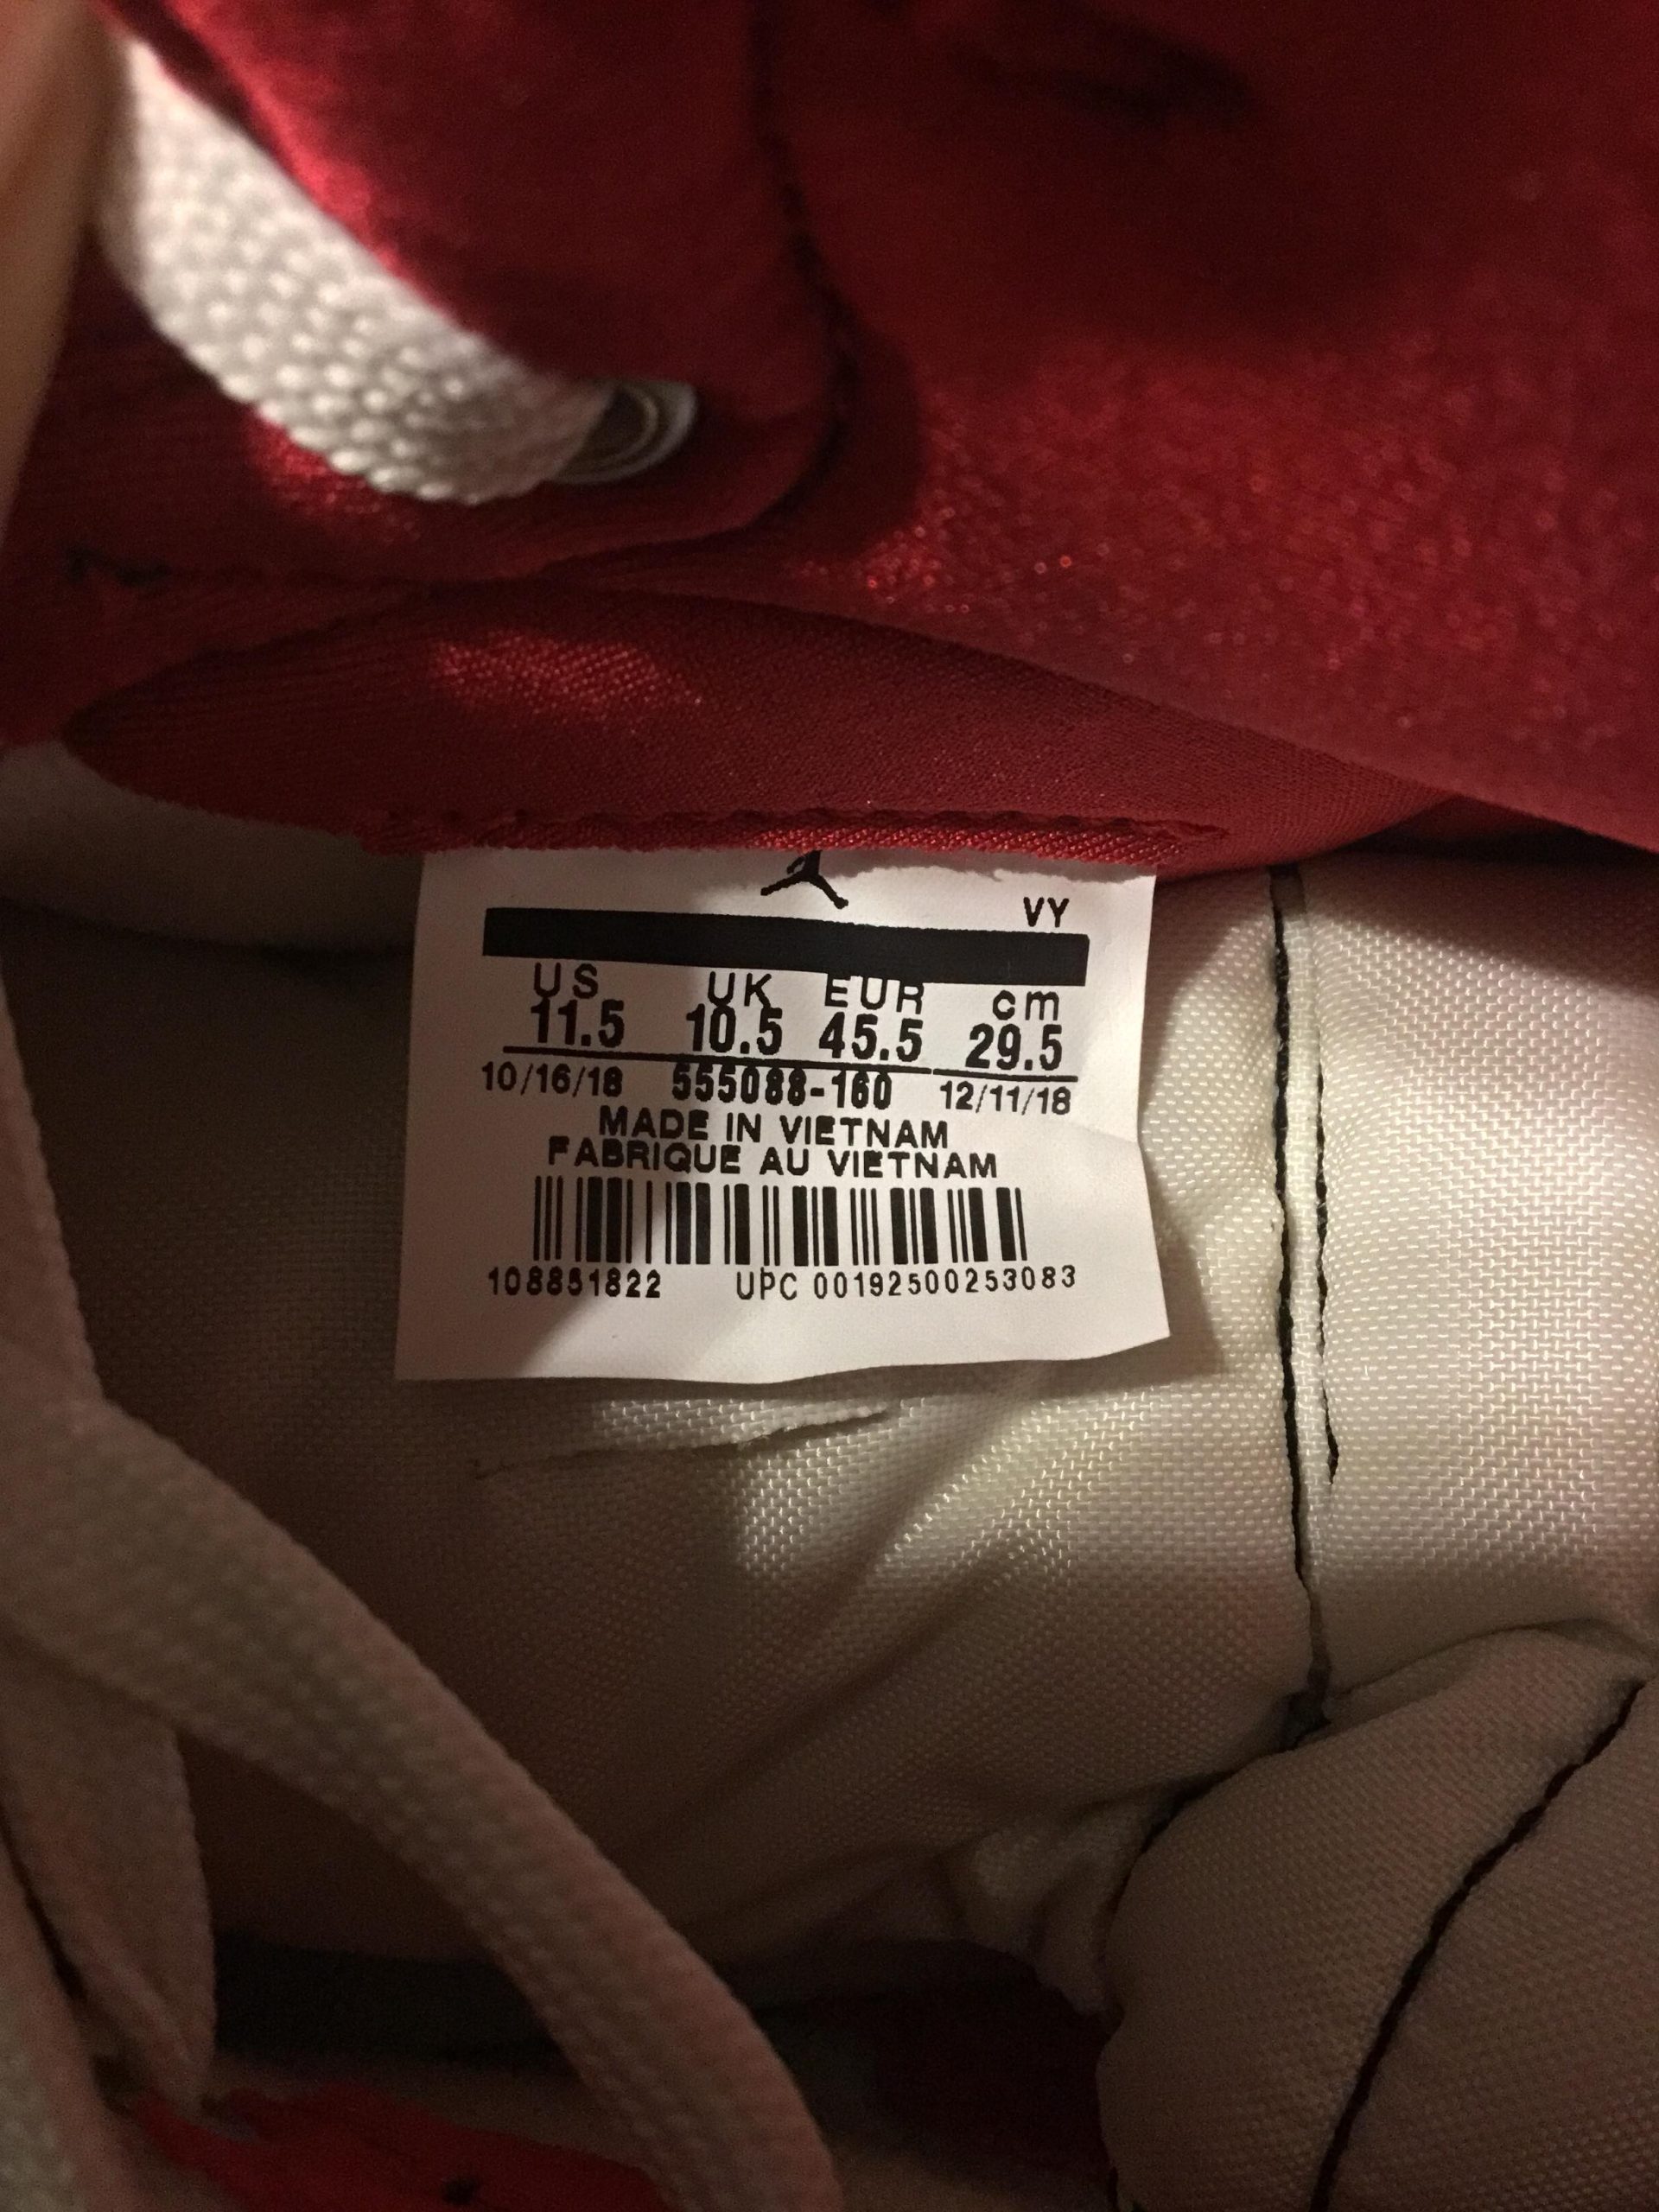 VY
US UK EUR cm
11.5 10.5 45.5 29.5
10/16/18 555088-160 12/11/18
MADE IN VIETNAM
FABRIQUE AU VIETNAM
108851822 UPC 00192500253083